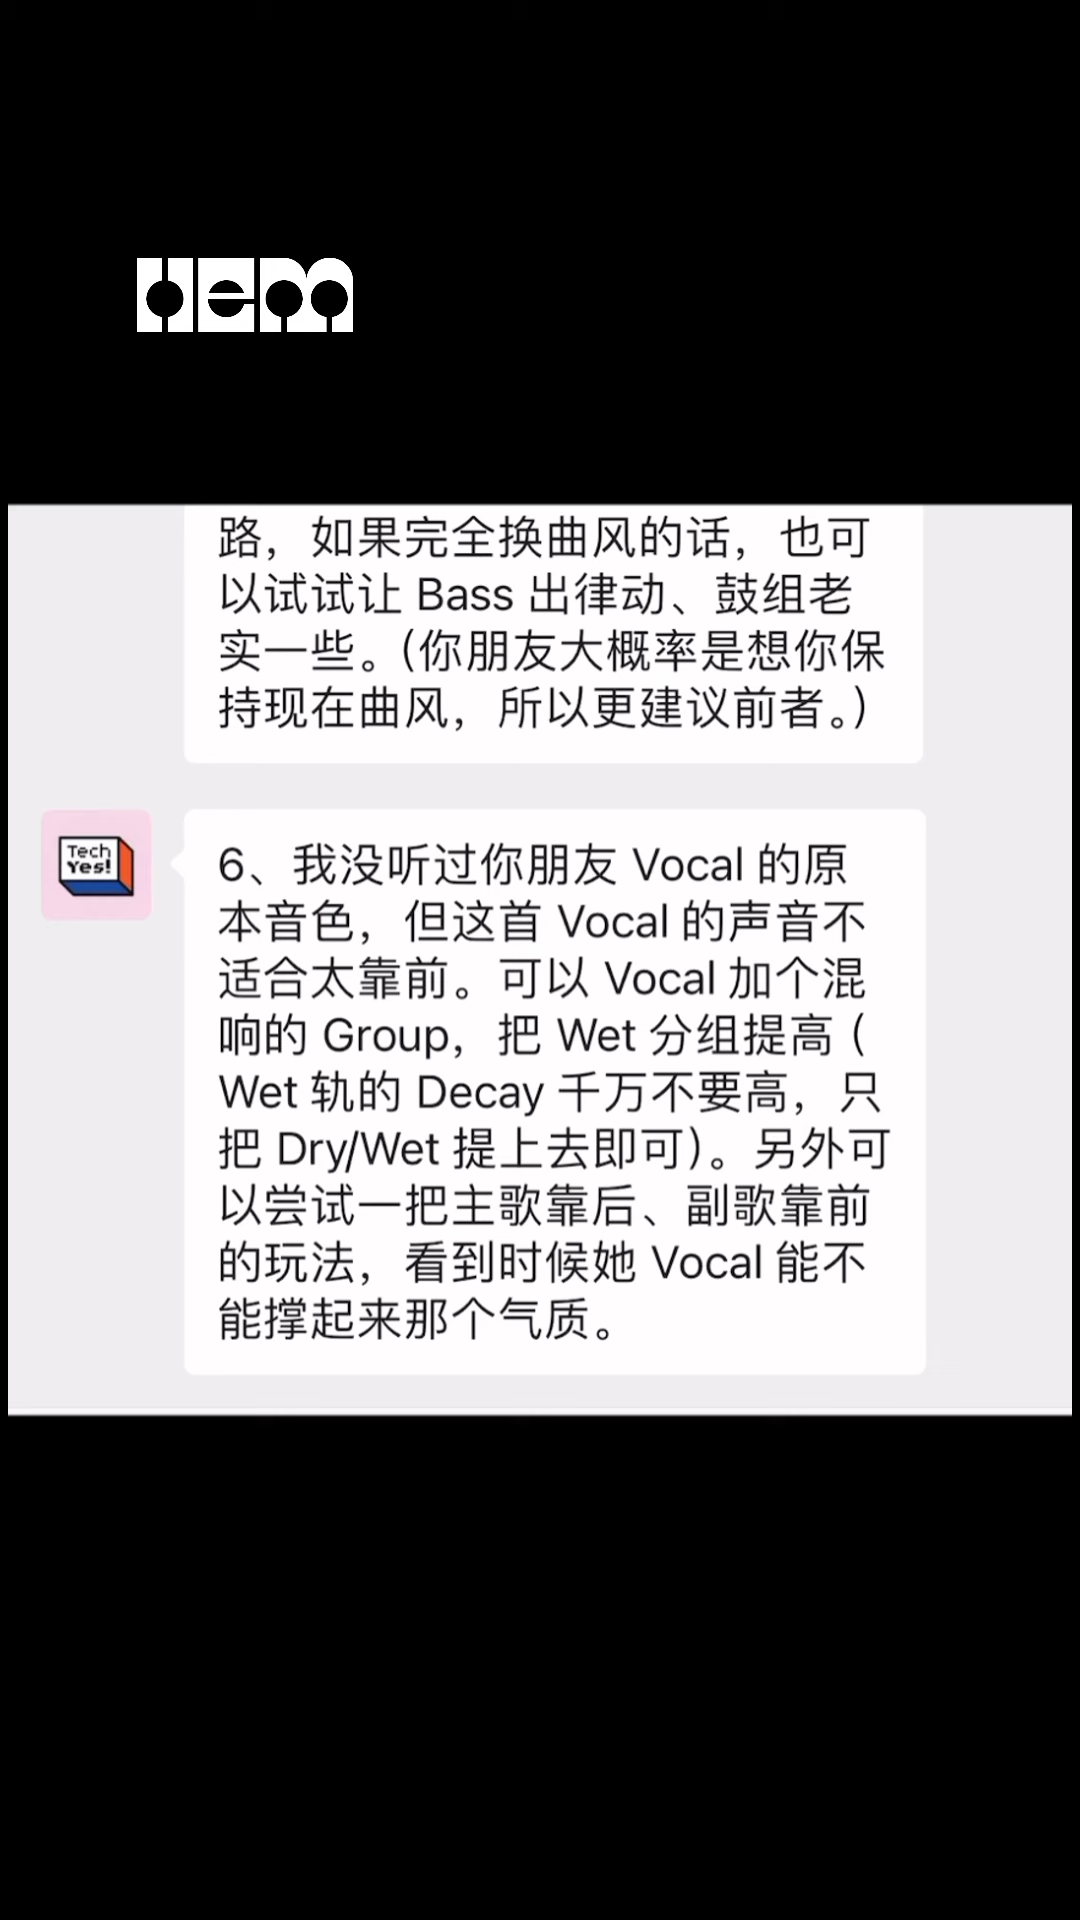 uem
路，如果完全换曲风的话，也可
以试试让 Bass 出律动、鼓组老
实一些。（你朋友大概率是想你保
持现在曲风，所以更建议前者。）
Tech
Yes!
6、我没听过你朋友 Vocal 的原
本音色，但这首 Vocal 的声音不
适合太靠前。可以 Vocal 加个混
响的 Group，把 Wet 分组提高（
Wet 轨的 Decay 千万不要高，只
把 Dry/Wet 提上去即可）。另外可
以尝试一把主歌靠后、副歌靠前
的玩法，看到时候她 Vocal 能不
能撑起来那个气质。